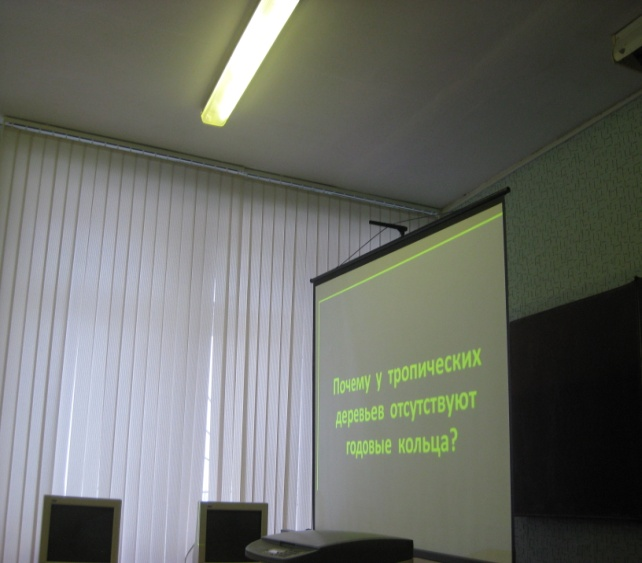 Почему у тропических
деревьев отсутствуют
годовые кольца?